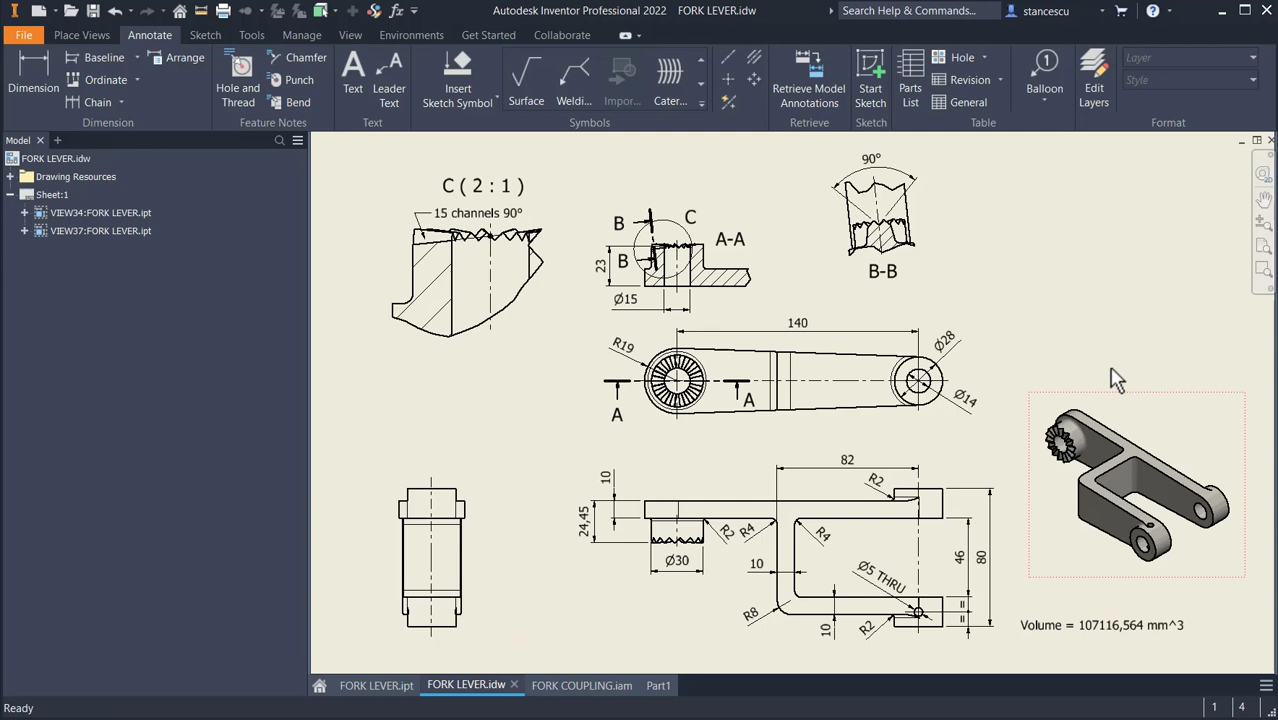 Autodesk Inventor Professional 2022 FORK LEVER.idw
Search Help & Commands...
stancescu
File Place Views Annotate Sketch Tools Manage View Environments Get Started Collaborate
Dimension
Baseline
Ordinate
Chain
Arrange
Dimension
Hole and Thread
Chamfer
Punch
Bend
Feature Notes
Text
Leader Text
Text
Insert Sketch Symbol
Surface
Weldi...
Impor...
Cater...
Symbols
Retrieve Model Annotations
Retrieve
Start Sketch
Sketch
Parts List
Hole
Revision
General
Table
Balloon
Edit Layers
Layer
Style
Format
Model
FORK LEVER.idw
Drawing Resources
Sheet:1
VIEW34:FORK LEVER.ipt
VIEW37:FORK LEVER.ipt
C ( 2 : 1 )
15 channels 90°
B
C
A-A
B
23
Ø15
90°
B-B
140
R19
Ø28
Ø14
A
A
82
10
24,45
R2
R4
R4
R2
Ø30
10
Ø5 THRU
46
80
R8
10
R2
=
=
Volume = 107116,564 mm^3
FORK LEVER.ipt
FORK LEVER.idw
FORK COUPLING.iam
Part1
Ready
1
4